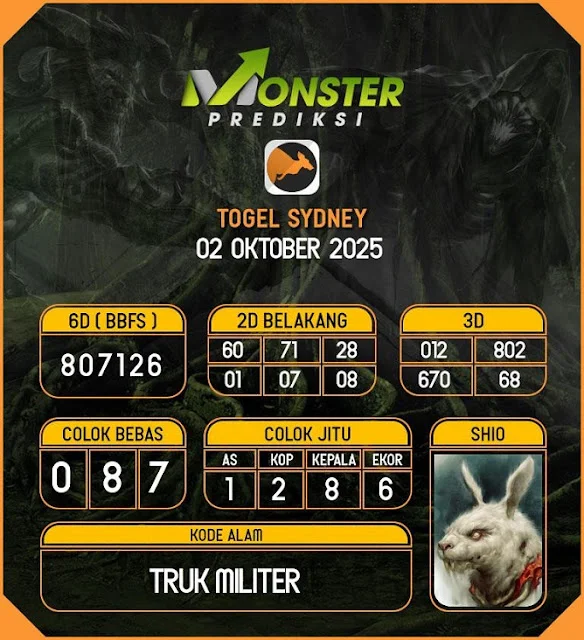 MONSTER
PREDIKSI
TOGEL SYDNEY
02 OKTOBER 2025
6D ( BBFS )
807126
2D BELAKANG
60 71 28
01 07 08
3D
012 802
670 68
COLOK BEBAS
0 8 7
COLOK JITU
AS KOP KEPALA EKOR
1 2 8 6
SHIO
KODE ALAM
TRUK MILITER